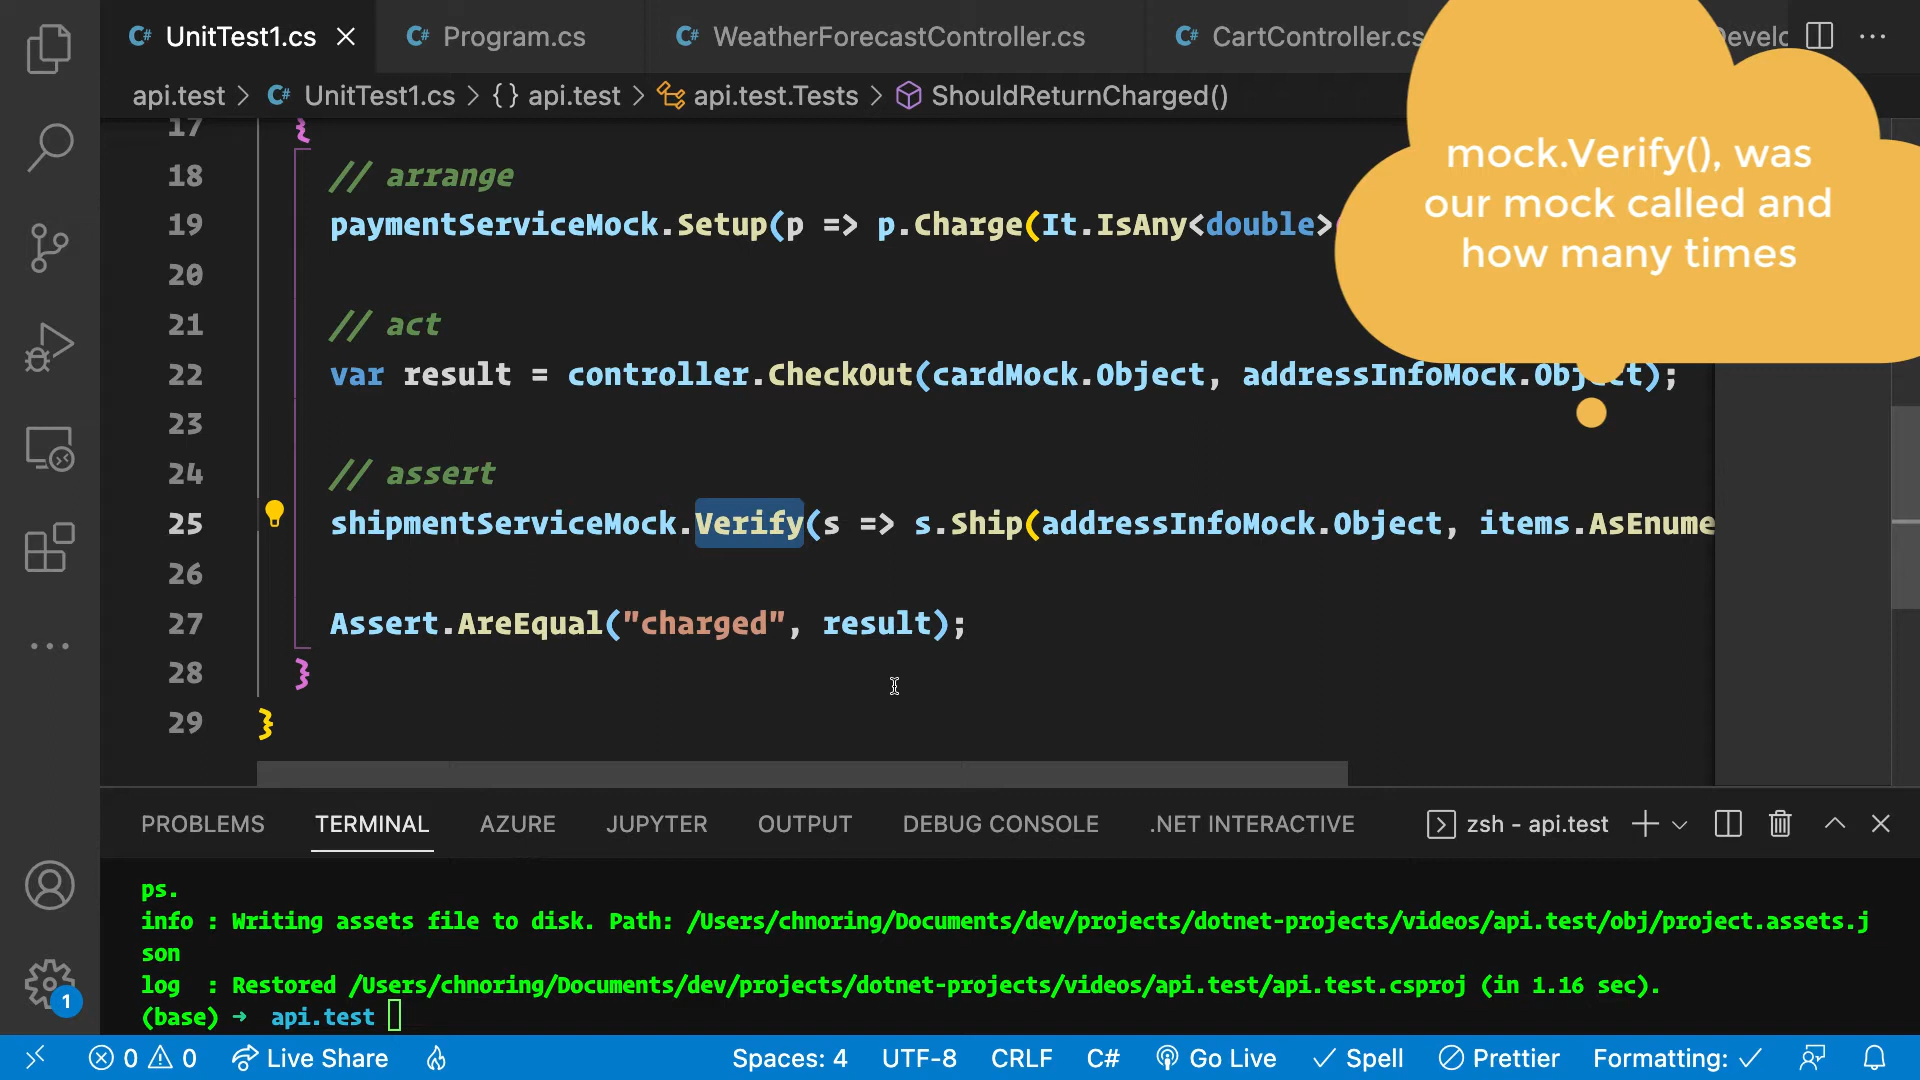 UnitTest1.cs
Program.cs
WeatherForecastController.cs
CartController.cs
mock.Verify(), was
our mock called and
how many times
api.test > C# UnitTest1.cs > {} api.test > api.test.Tests > ShouldReturnCharged()
17 {
18 // arrange
19 paymentServiceMock.Setup(p => p.Charge(It.IsAny<double>
20
21 // act
22 var result = controller.CheckOut(cardMock.Object, addressInfoMock.Object);
23
24 // assert
25 shipmentServiceMock.Verify(s => s.Ship(addressInfoMock.Object, items.AsEnume
26
27 Assert.AreEqual("charged", result);
28 }
29 }
PROBLEMS TERMINAL AZURE JUPYTER OUTPUT DEBUG CONSOLE .NET INTERACTIVE zsh - api.test
ps.
info : Writing assets file to disk. Path: /Users/chnoring/Documents/dev/projects/dotnet-projects/videos/api.test/obj/project.assets.j
son
log : Restored /Users/chnoring/Documents/dev/projects/dotnet-projects/videos/api.test/api.test.csproj (in 1.16 sec).
(base) → api.test
1
0 0 Live Share Spaces: 4 UTF-8 CRLF C# Go Live Spell Prettier Formatting: ✓